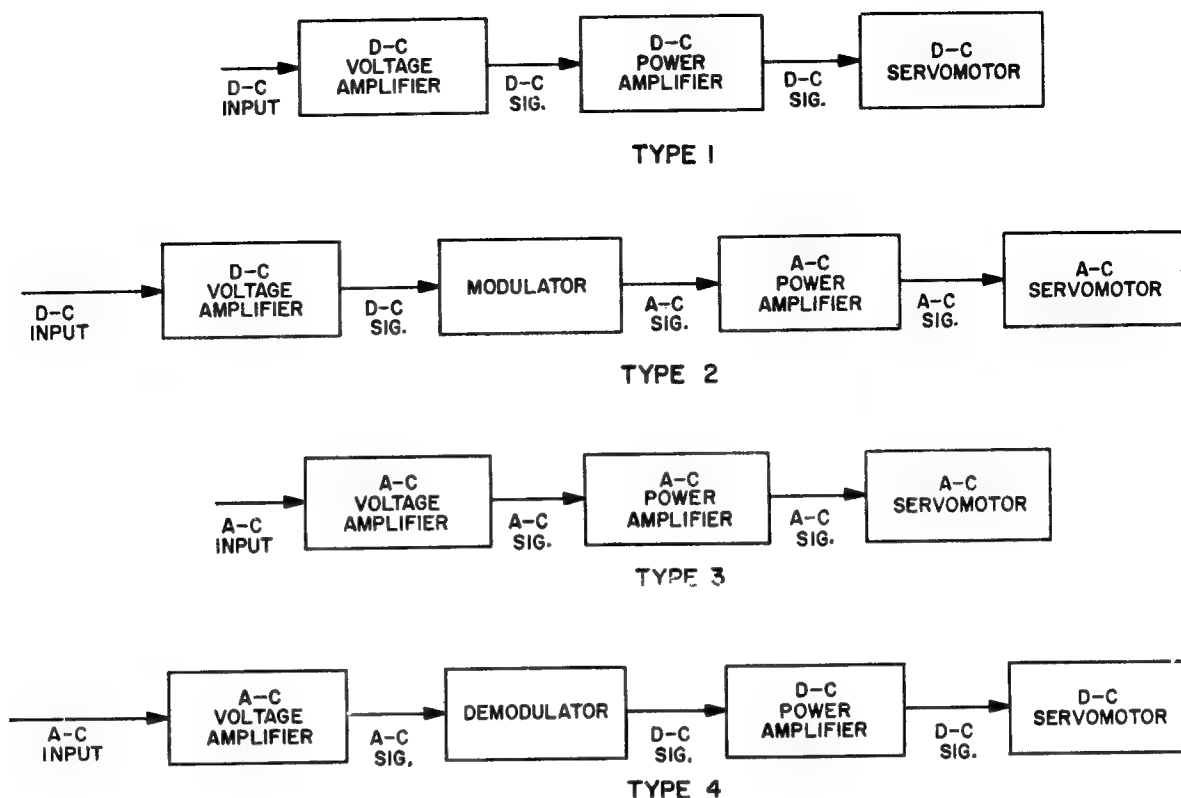 D-C
VOLTAGE
AMPLIFIER
D-C
POWER
AMPLIFIER
D-C
SERVOMOTOR
D-C
INPUT
D-C
SIG.
D-C
SIG.
TYPE 1
D-C
VOLTAGE
AMPLIFIER
MODULATOR
A-C
POWER
AMPLIFIER
A-C
SERVOMOTOR
D-C
INPUT
D-C
SIG.
A-C
SIG.
A-C
SIG.
TYPE 2
A-C
VOLTAGE
AMPLIFIER
A-C
POWER
AMPLIFIER
A-C
SERVOMOTOR
A-C
INPUT
A-C
SIG.
A-C
SIG.
TYPE 3
A-C
VOLTAGE
AMPLIFIER
DEMODULATOR
D-C
POWER
AMPLIFIER
D-C
SERVOMOTOR
A-C
INPUT
A-C
SIG.
D-C
SIG.
D-C
SIG.
TYPE 4